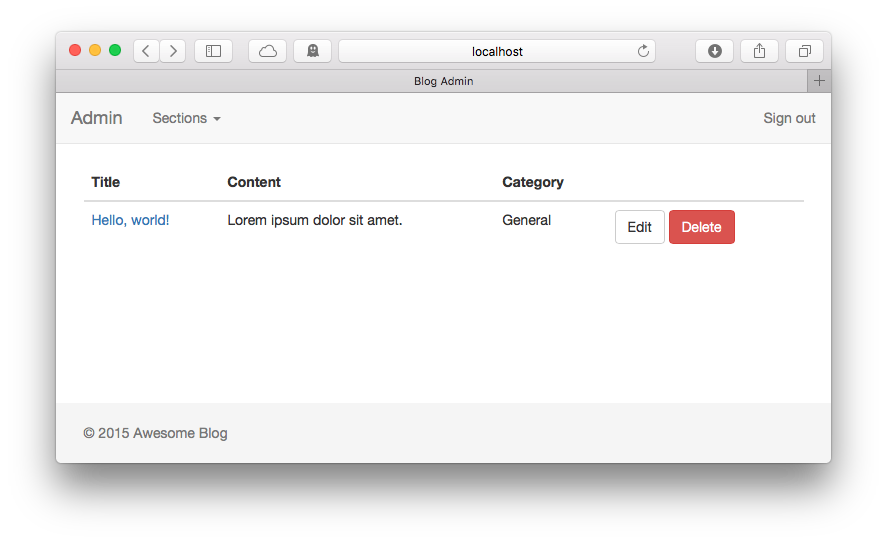 localhost
Blog Admin
Admin Sections Sign out
Title Content Category
Hello, world! Lorem ipsum dolor sit amet. General Edit Delete
© 2015 Awesome Blog